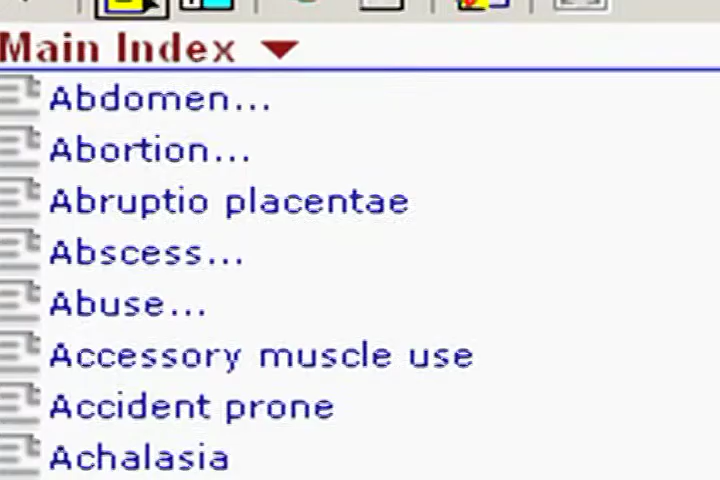 Main Index
Abdomen...
Abortion...
Abruptio placentae
Abscess...
Abuse...
Accessory muscle use
Accident prone
Achalasia